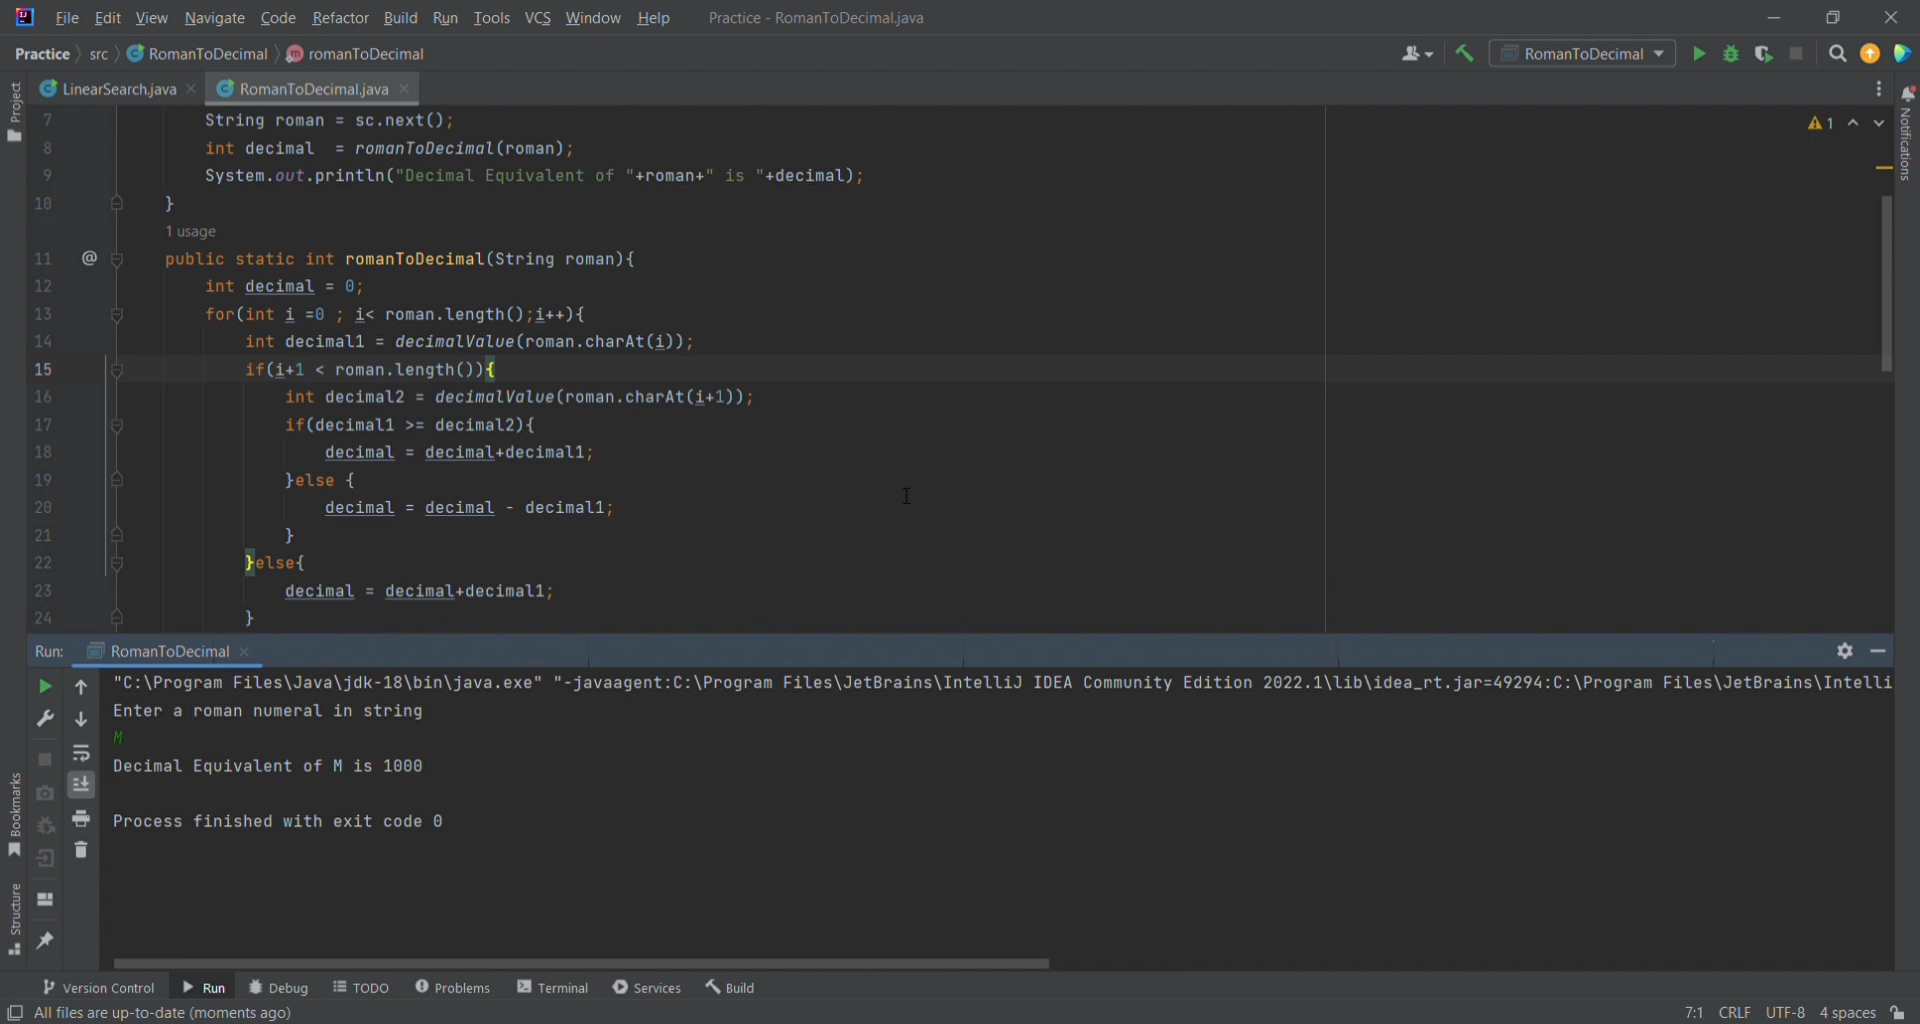 File Edit View Navigate Code Refactor Build Run Tools VCS Window Help Practice - RomanToDecimal.java
Practice src RomanToDecimal romanToDecimal RomanToDecimal
LinearSearch.java RomanToDecimal.java
Project
Notifications
1
7 String roman = sc.next();
8 int decimal  = romanToDecimal(roman);
9 System.out.println("Decimal Equivalent of "+roman+" is "+decimal);
10 }
1 usage
11 @ public static int romanToDecimal(String roman){
12 int decimal = 0;
13 for(int i =0 ; i< roman.length();i++){
14 int decimal1 = decimalValue(roman.charAt(i));
15 if(i+1 < roman.length()){
16 int decimal2 = decimalValue(roman.charAt(i+1));
17 if(decimal1 >= decimal2){
18 decimal = decimal+decimal1;
19 }else {
20 decimal = decimal - decimal1;
21 }
22 }else{
23 decimal = decimal+decimal1;
24 }
Run: RomanToDecimal
"C:\Program Files\Java\jdk-18\bin\java.exe" "-javaagent:C:\Program Files\JetBrains\IntelliJ IDEA Community Edition 2022.1\lib\idea_rt.jar=49294:C:\Program Files\JetBrains\Intelli
Enter a roman numeral in string
M
Decimal Equivalent of M is 1000
Process finished with exit code 0
Bookmarks
Structure
Version Control Run Debug TODO Problems Terminal Services Build
All files are up-to-date (moments ago) 7:1 CRLF UTF-8 4 spaces